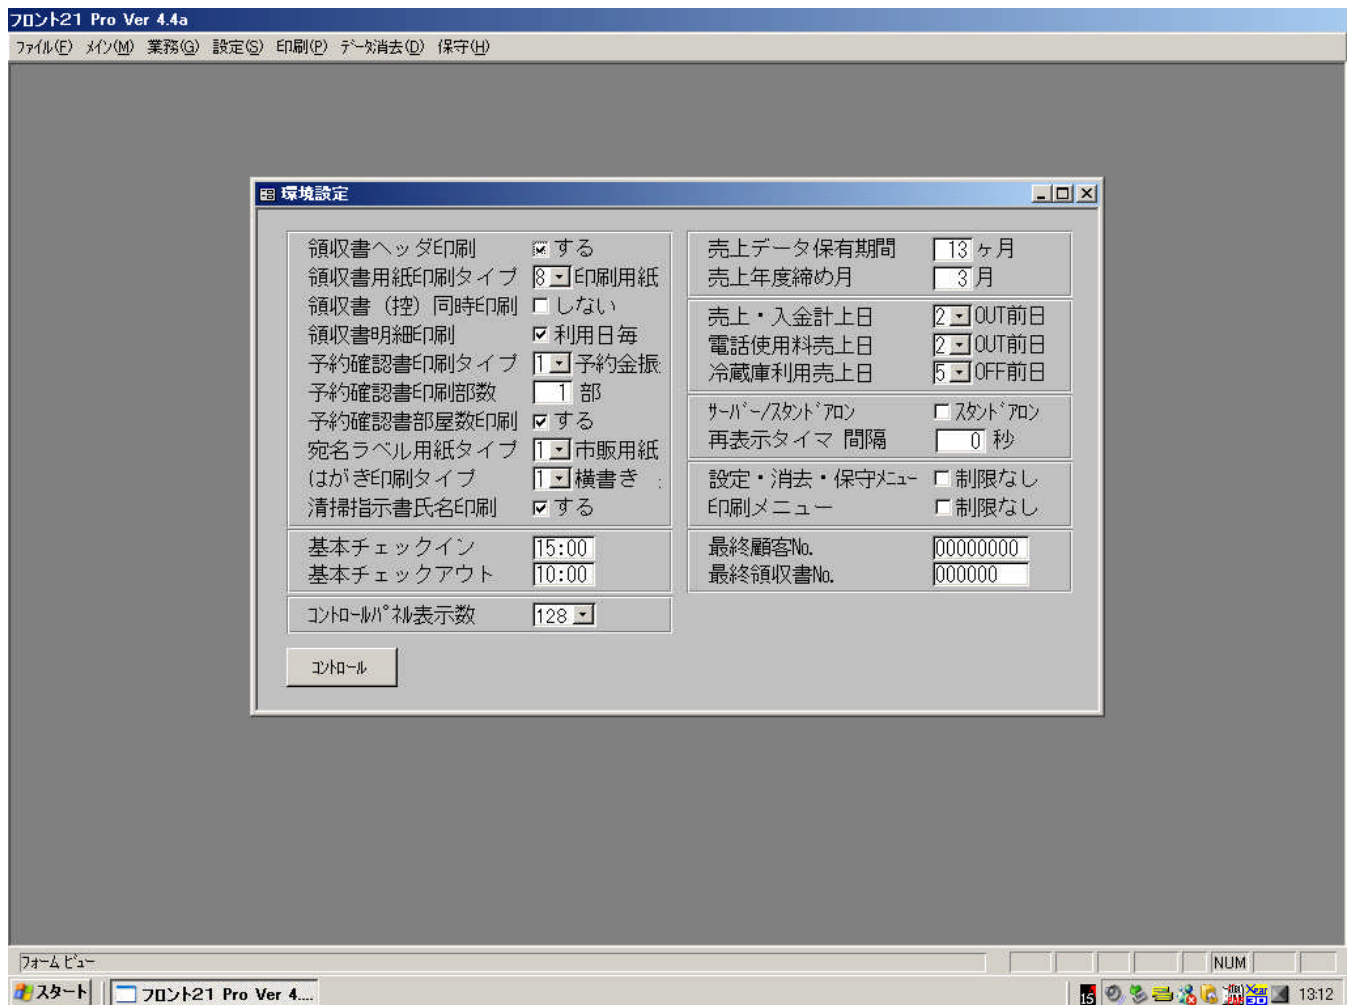 フロント21 Pro Ver 4.4a
ファイル(F) メイン(M) 業務(G) 設定(S) 印刷(P) データ消去(D) 保守(H)
環境設定
領収書ヘッダ印刷 する
領収書用紙印刷タイプ 8 印刷用紙
領収書（控）同時印刷 しない
領収書明細印刷 利用日毎
予約確認書印刷タイプ 1 予約金振
予約確認書印刷部数 1 部
予約確認書部屋数印刷 する
宛名ラベル用紙タイプ 1 市販用紙
はがき印刷タイプ 1 横書き
清掃指示書氏名印刷 する
基本チェックイン 15:00
基本チェックアウト 10:00
コントロールパネル表示数 128
コントロール
売上データ保有期間 13 ヶ月
売上年度締め月 3 月
売上・入金計上日 2 OUT前日
電話使用料売上日 2 OUT前日
冷蔵庫利用売上日 5 OFF前日
サーバー/スタンドアロン スタンドアロン
再表示タイマ 間隔 0 秒
設定・消去・保守メニュー 制限なし
印刷メニュー 制限なし
最終顧客No. 00000000
最終領収書No. 000000
フォーム ビュー NUM
スタート フロント21 Pro Ver 4.... 15 13:12